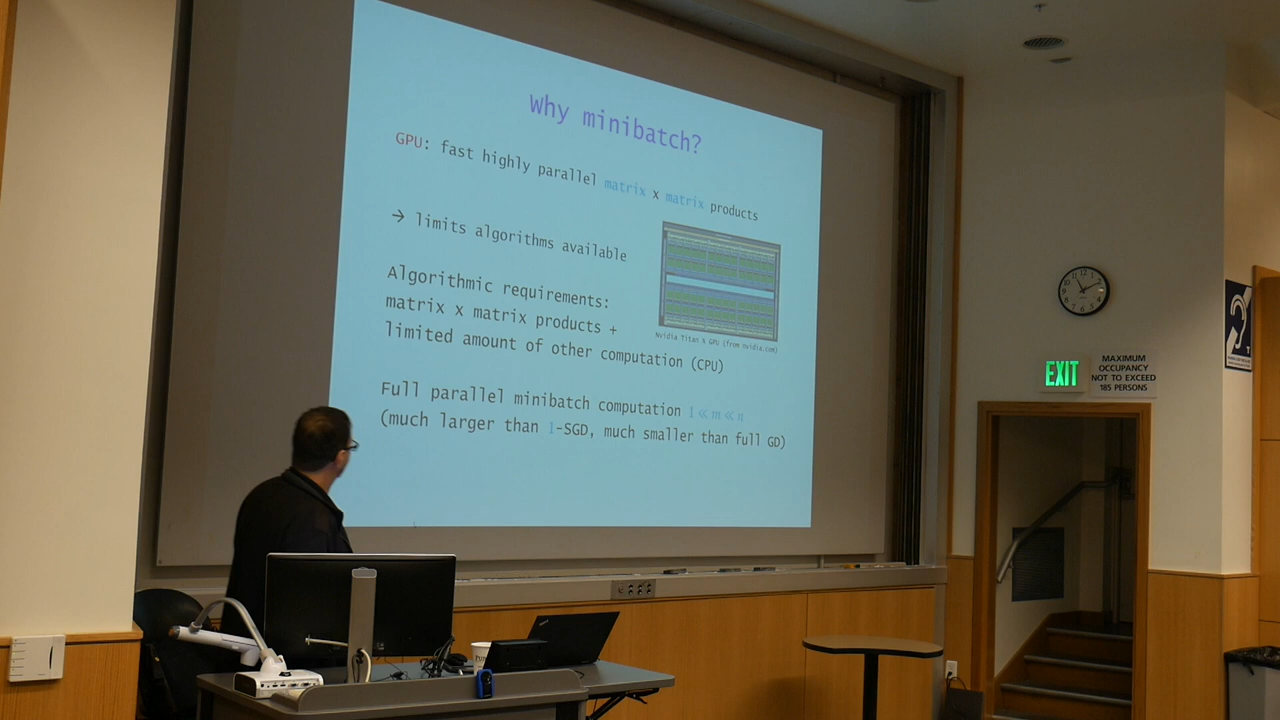 Why minibatch?
GPU: fast highly parallel matrix x matrix products
→ limits algorithms available
Algorithmic requirements:
matrix x matrix products +
limited amount of other computation (CPU)
Nvidia Titan X GPU (from nvidia.com)
Full parallel minibatch computation 1 ≪ m ≪ n
(much larger than 1-SGD, much smaller than full GD)
EXIT
MAXIMUM
OCCUPANCY
NOT TO EXCEED
185 PERSONS